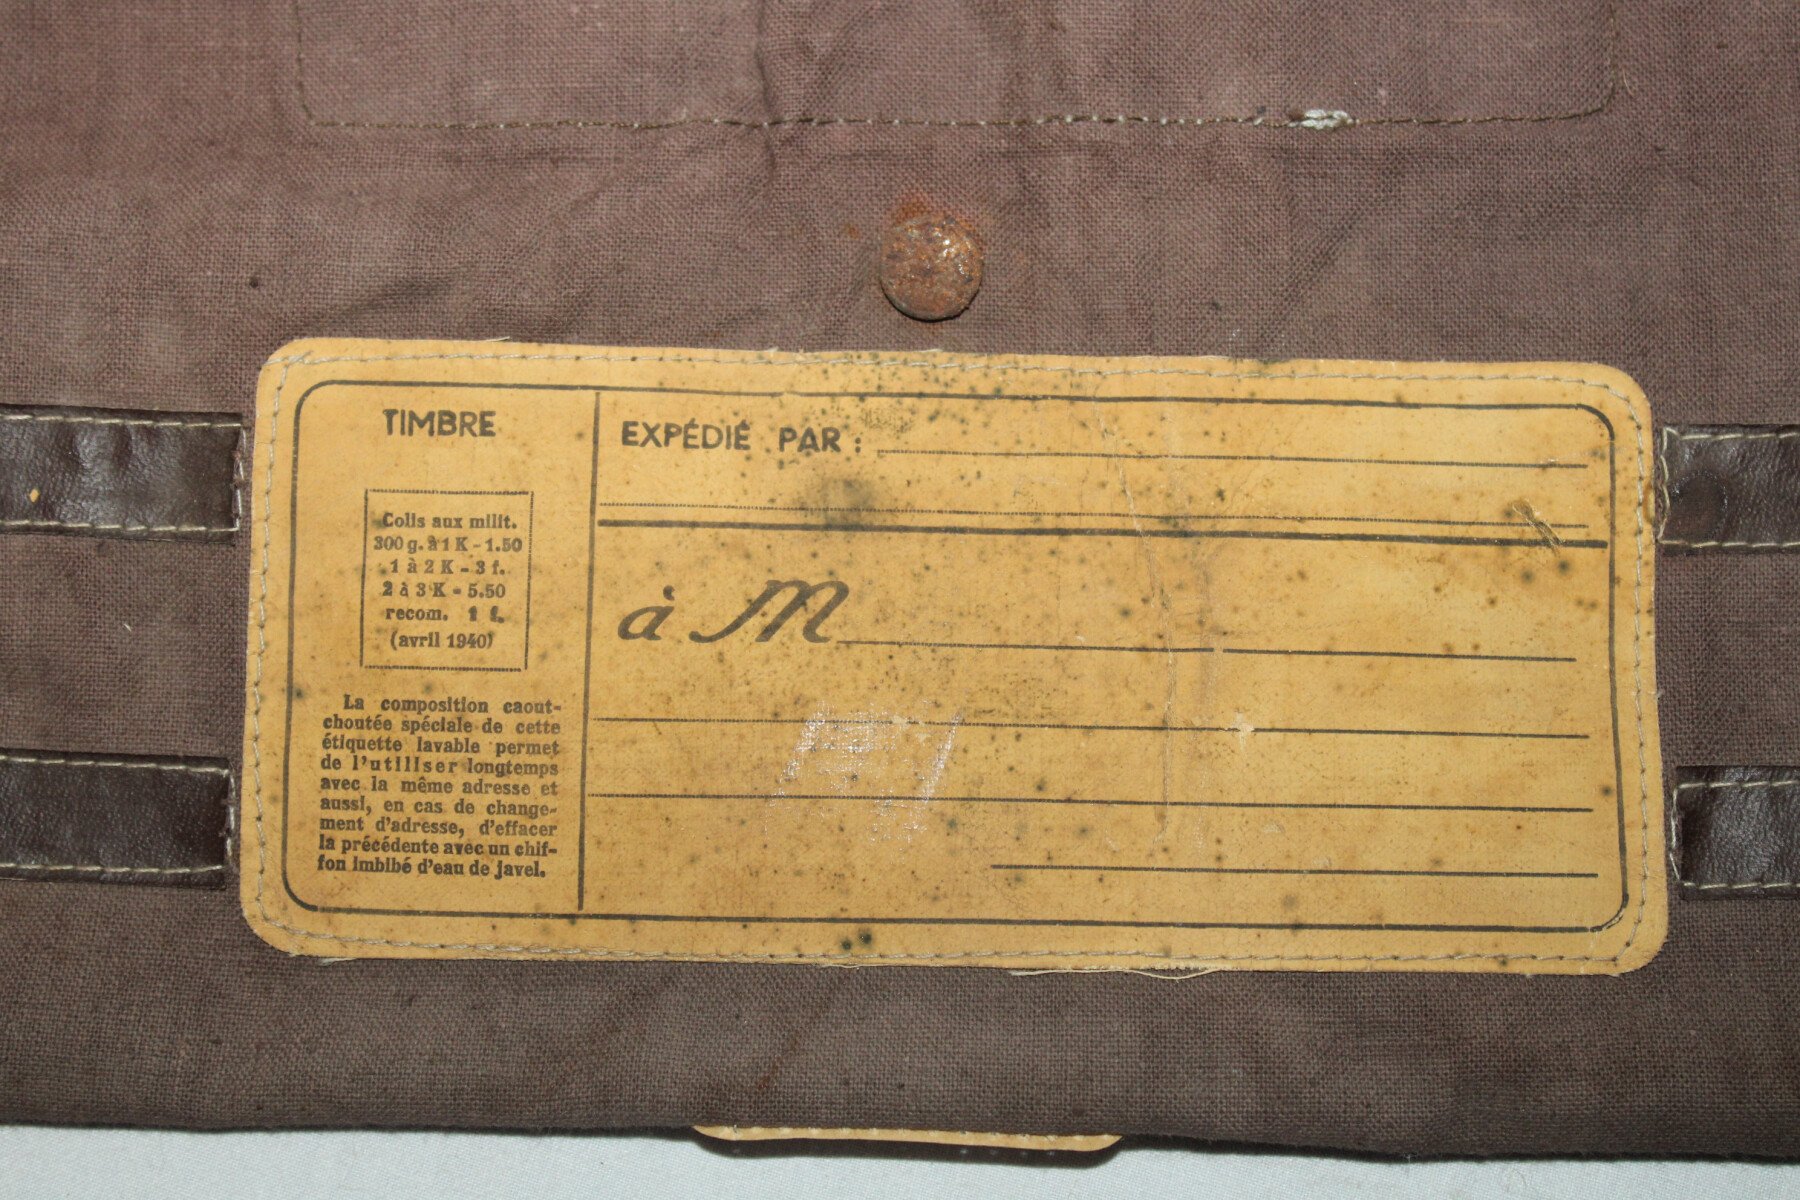 TIMBRE
Colis aux milit.
300 g. à 1 K - 1.50
1 à 2 K - 3 f.
2 à 3 K - 5.50
recom. 1 f.
(avril 1940)
La composition caout-
choutée spéciale de cette
étiquette lavable permet
de l'utiliser longtemps
avec la même adresse et
aussi, en cas de change-
ment d'adresse, d'effacer
la précédente avec un chif-
fon imbibé d'eau de javel.
EXPÉDIÉ PAR :
à M